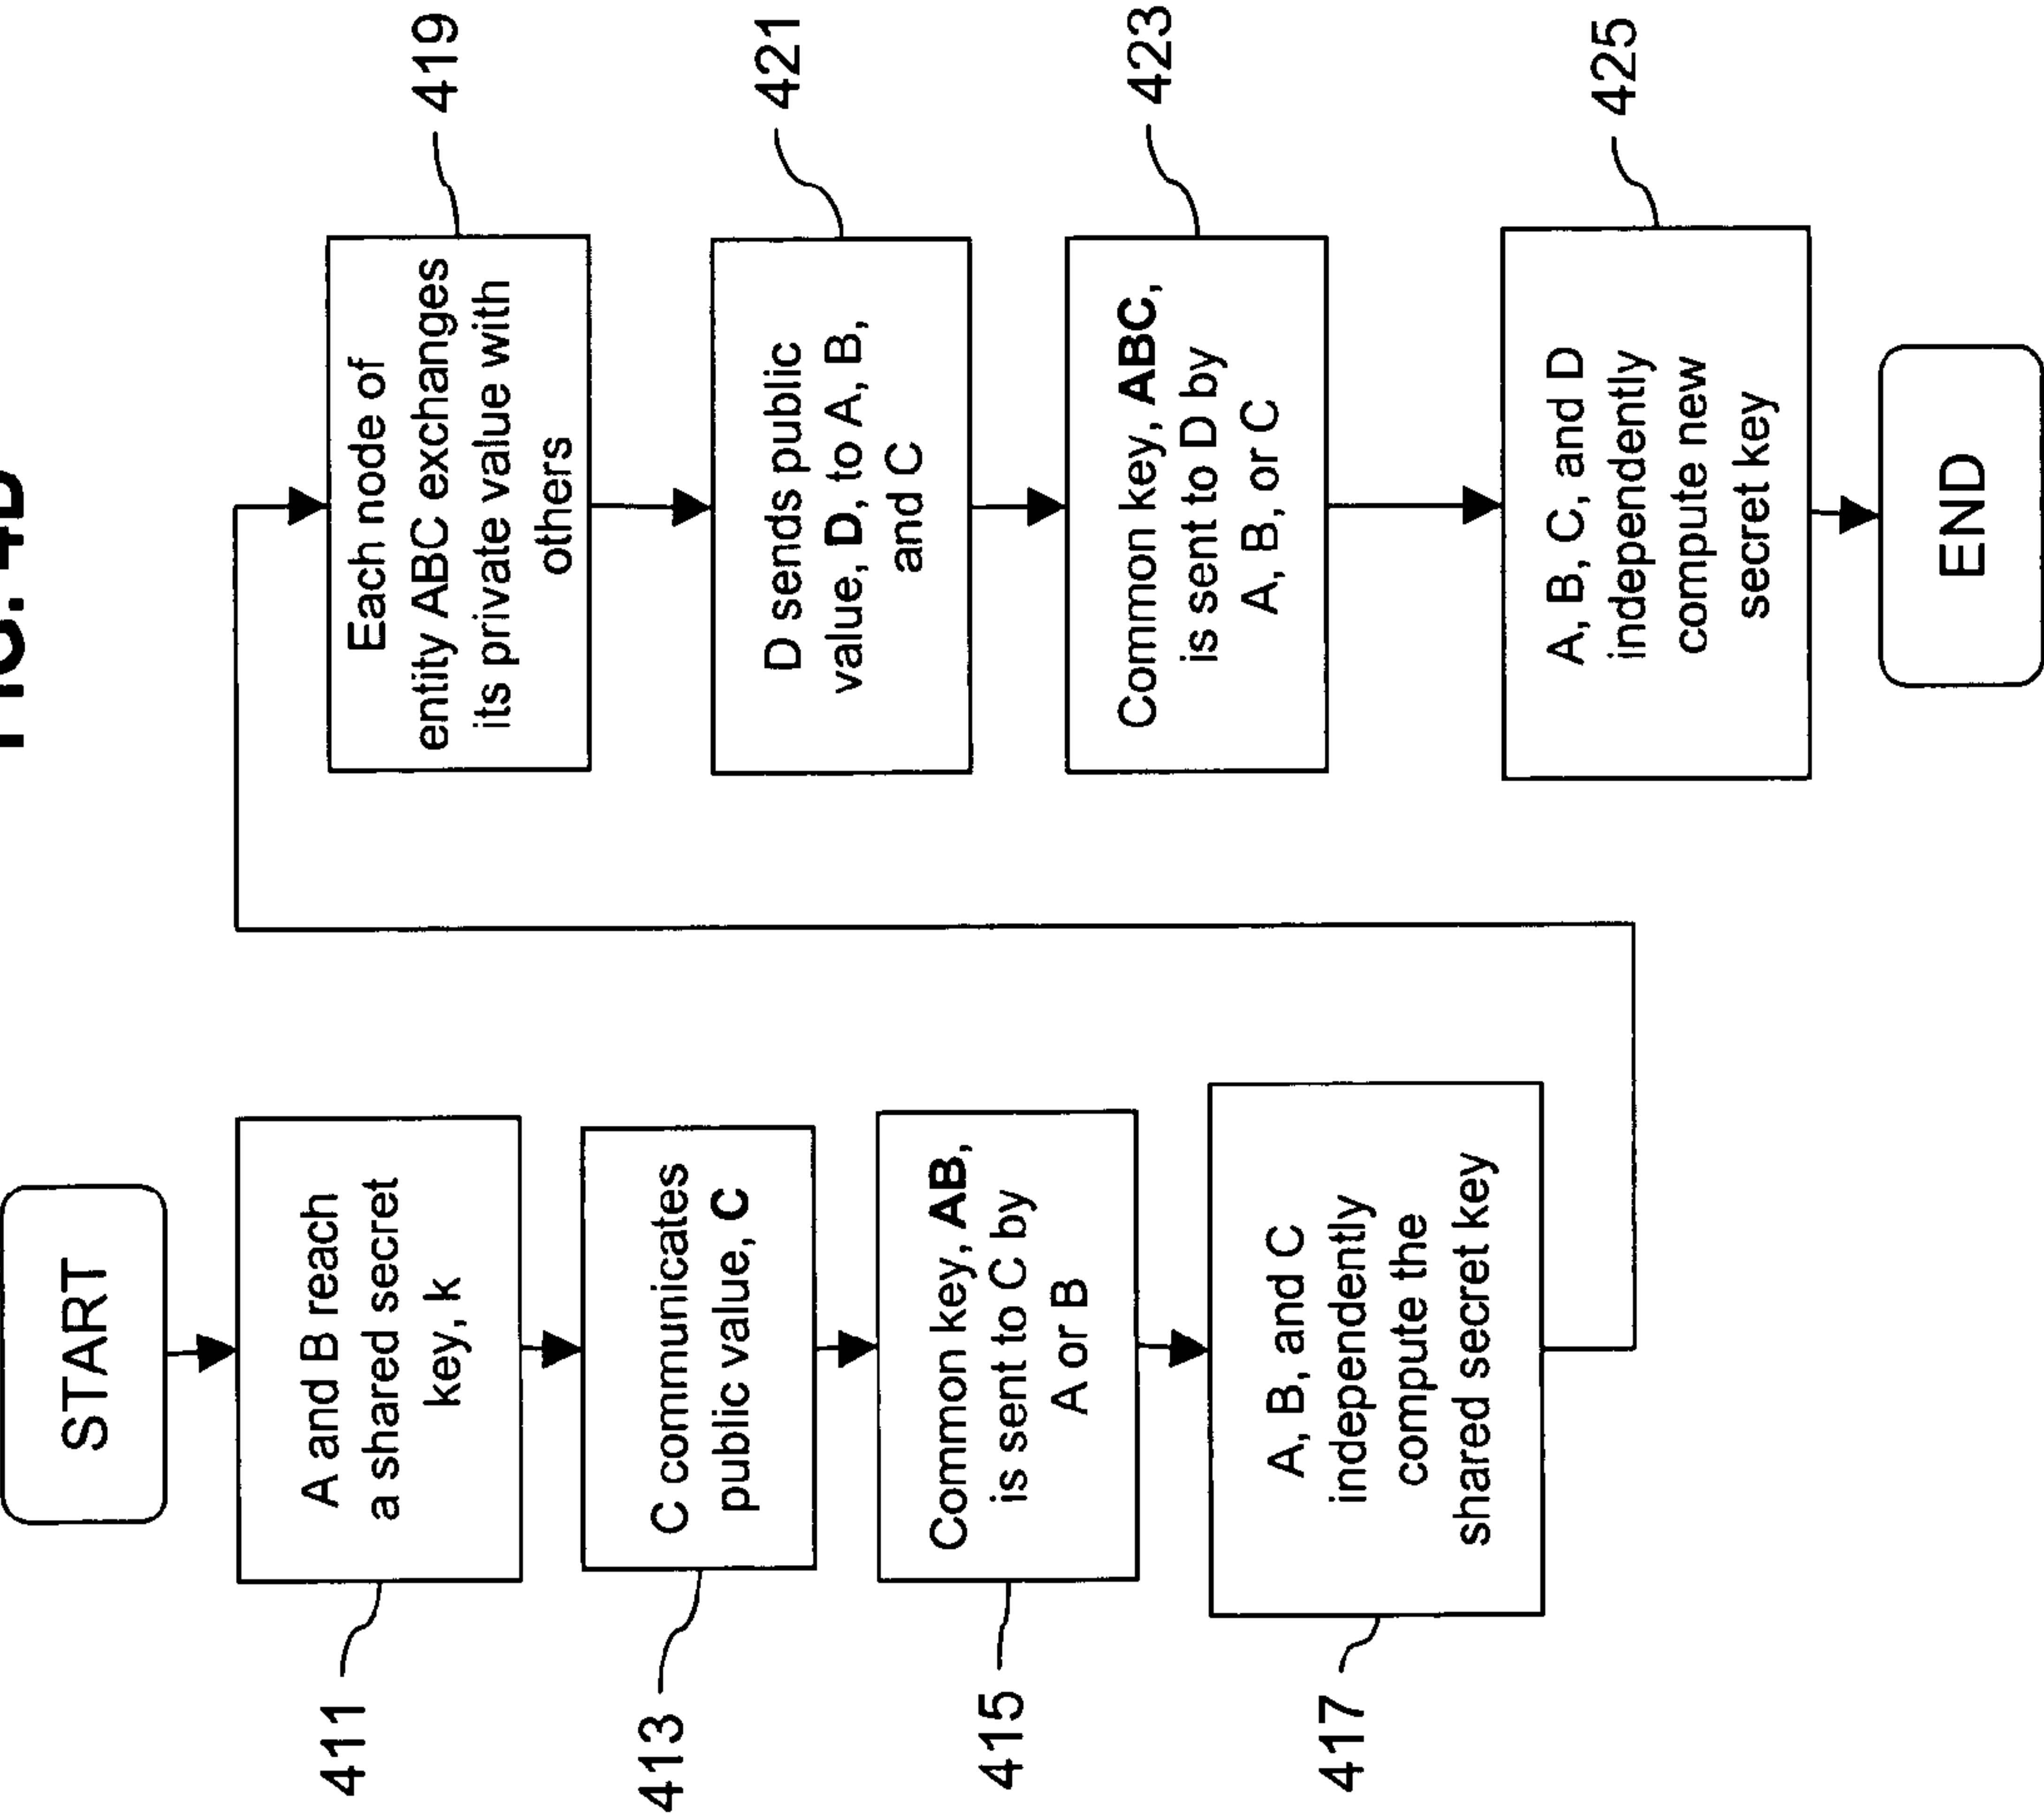 FIG. 4B
START
A and B reach
a shared secret
key, k
411
C communicates
public value, C
413
Common key, AB,
is sent to C by
A or B
415
A, B, and C
independently
compute the
shared secret key
417
Each node of
entity ABC exchanges
its private value with
others
419
D sends public
value, D, to A, B,
and C
421
Common key, ABC,
is sent to D by
A, B, or C
423
A, B, C, and D
independently
compute new
secret key
425
END